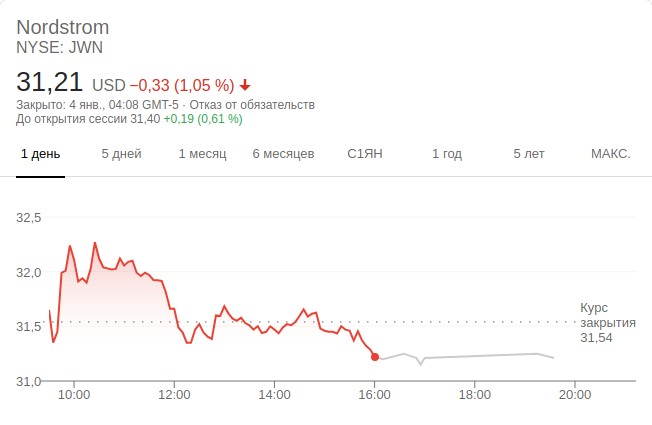 Nordstrom
NYSE: JWN
31,21 USD −0,33 (1,05 %)
Закрыто: 4 янв., 04:08 GMT-5 · Отказ от обязательств
До открытия сессии 31,40 +0,19 (0,61 %)
1 день 5 дней 1 месяц 6 месяцев С1ЯН 1 год 5 лет МАКС.
32,5
32,0
31,5
31,0
Курс
закрытия
31,54
10:00 12:00 14:00 16:00 18:00 20:00